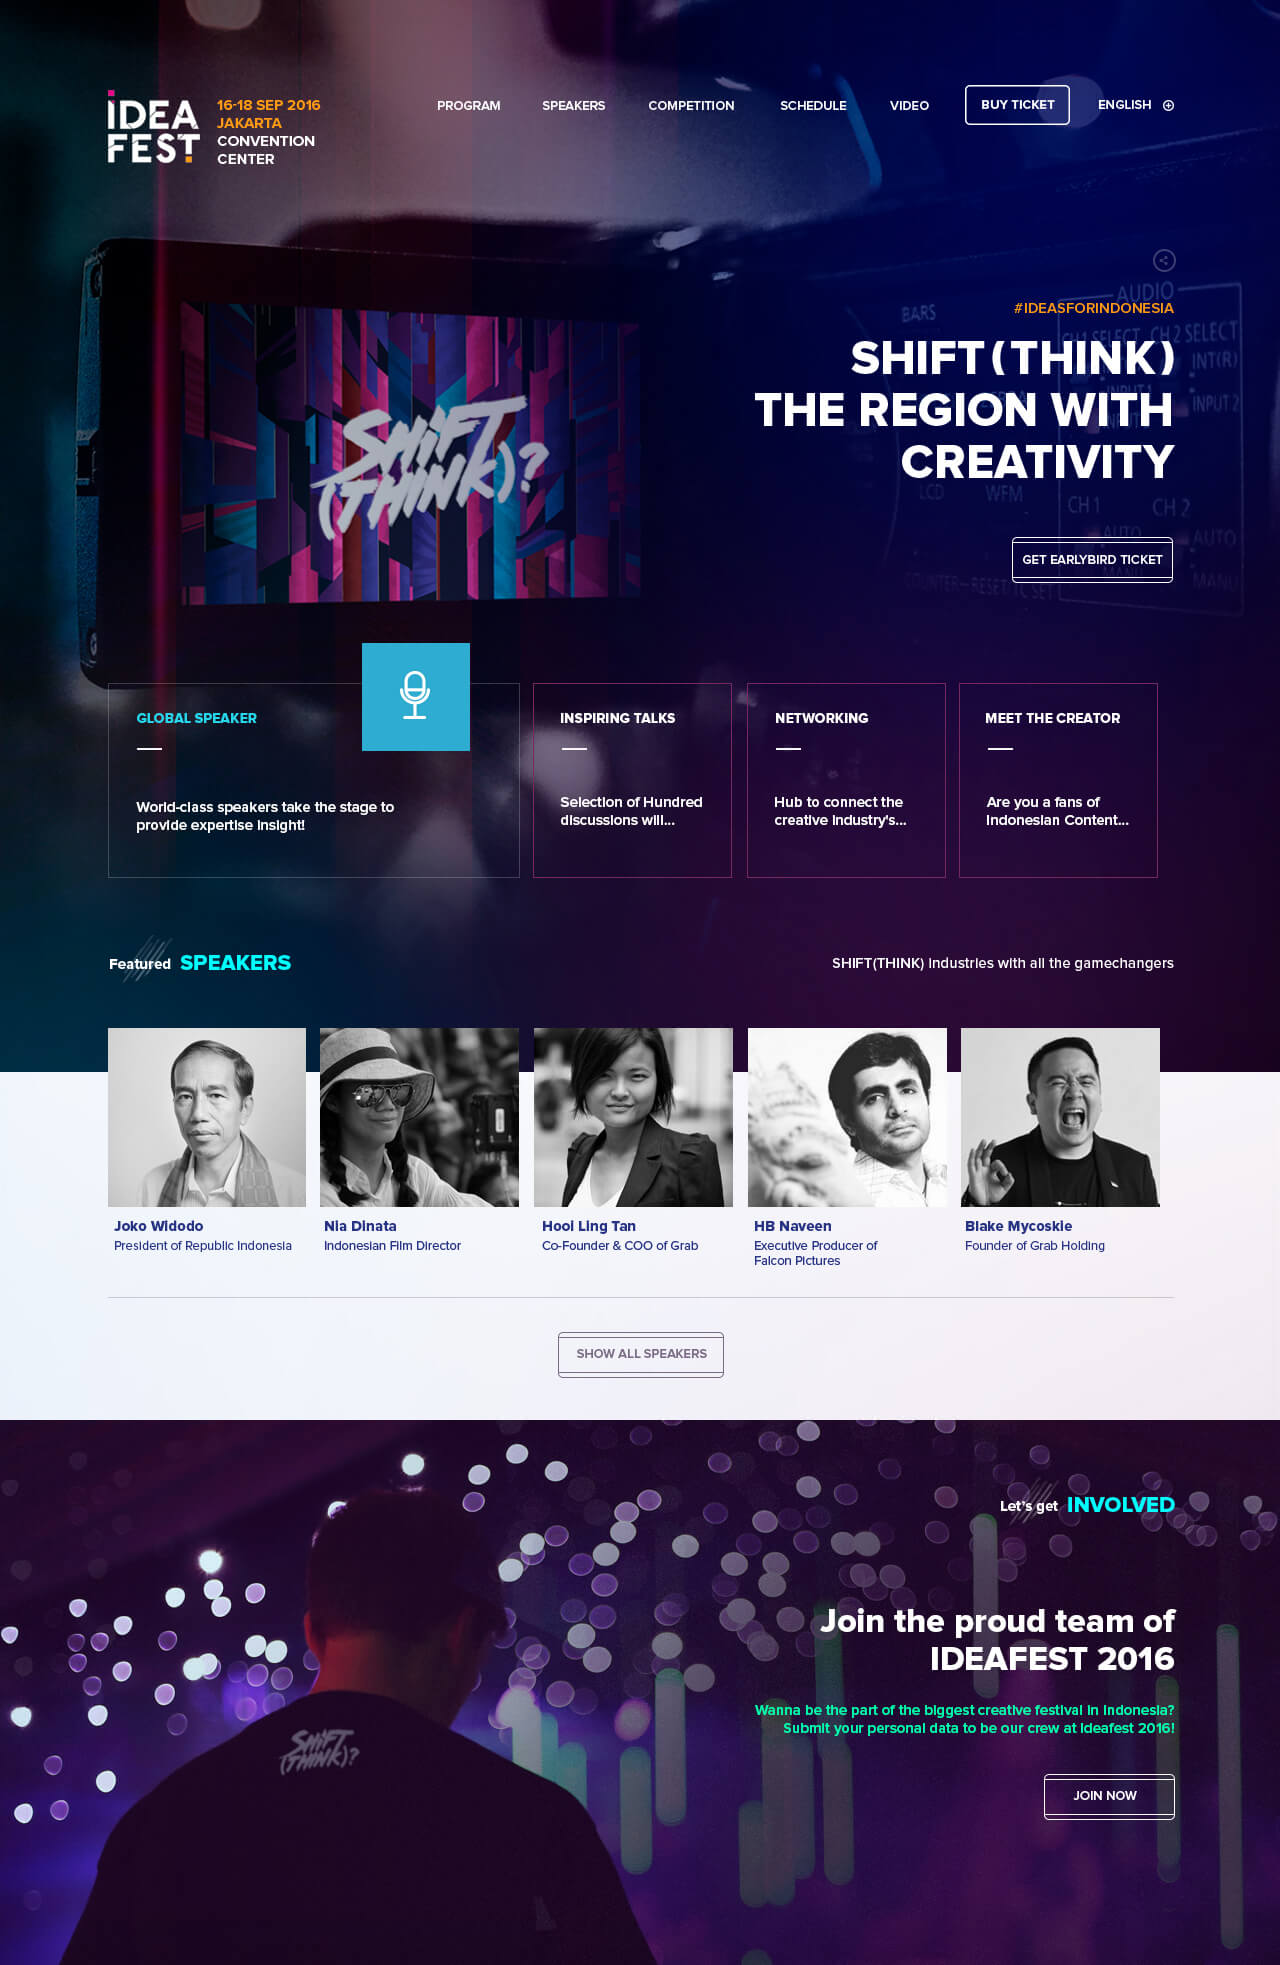 iDEA
FEST
16-18 SEP 2016
JAKARTA
CONVENTION
CENTER
PROGRAM
SPEAKERS
COMPETITION
SCHEDULE
VIDEO
BUY TICKET
ENGLISH
#IDEASFORINDONESIA
SHIFT(THINK)
THE REGION WITH
CREATIVITY
GET EARLYBIRD TICKET
SHiFT
(THINK)?
BARS
AUDIO
CH1 SELECT CH2 SELECT
INT(R)
INPUT1
INPUT 2
LCD
WFM
CH 1
CH 2
AUTO
AUTO
MANU
MANU
COUNTER-RESET/TC SET
GLOBAL SPEAKER
World-class speakers take the stage to
provide expertise insight!
INSPIRING TALKS
Selection of Hundred
discussions will...
NETWORKING
Hub to connect the
creative industry's...
MEET THE CREATOR
Are you a fans of
Indonesian Content...
Featured SPEAKERS
SHIFT(THINK) industries with all the gamechangers
Joko Widodo
President of Republic Indonesia
Nia Dinata
Indonesian Film Director
Hooi Ling Tan
Co-Founder & COO of Grab
HB Naveen
Executive Producer of
Falcon Pictures
Blake Mycoskie
Founder of Grab Holding
SHOW ALL SPEAKERS
Let's get INVOLVED
Join the proud team of
IDEAFEST 2016
Wanna be the part of the biggest creative festival in Indonesia?
Submit your personal data to be our crew at Ideafest 2016!
JOIN NOW
SHiFT
(THINK)?